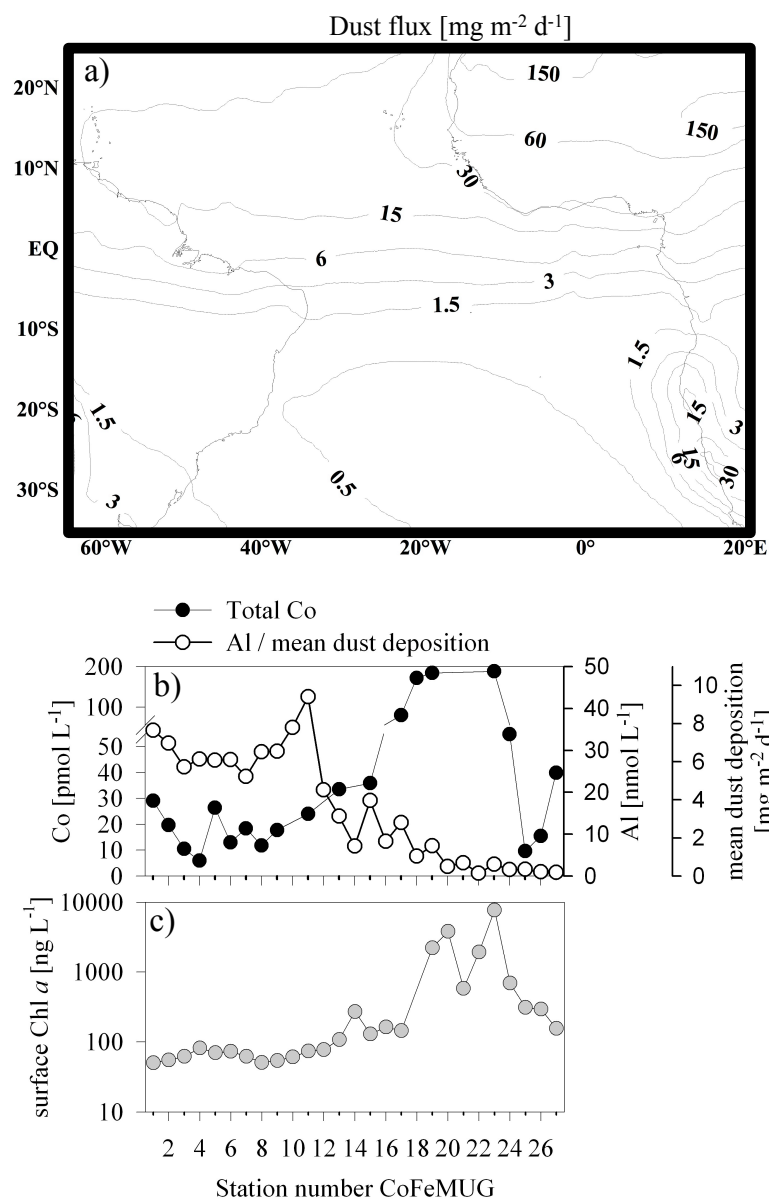 Dust flux [mg m-2 d-1]
a)
20°N
10°N
EQ
10°S
20°S
30°S
150
150
60
30
15
6
3
1.5
1.5
15
3
6
15
30
0.5
1.5
6
3
60°W 40°W 20°W 0° 20°E
Total Co
Al / mean dust deposition
b)
Co [pmol L-1]
200
100
50
40
30
20
10
0
Al [nmol L-1]
50
40
30
20
10
0
mean dust deposition
[mg m-2 d-1]
10
8
6
4
2
0
c)
surface Chl a [ng L-1]
10000
1000
100
10
2 4 6 8 10 12 14 16 18 20 22 24 26
Station number CoFeMUG